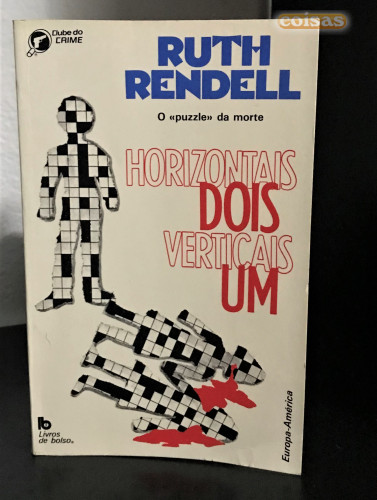 coisas
Clube do
CRIME
RUTH
RENDELL
O «puzzle» da morte
HORIZONTAIS
DOIS
VERTICAIS
UM
Livros
de bolso
Europa-América